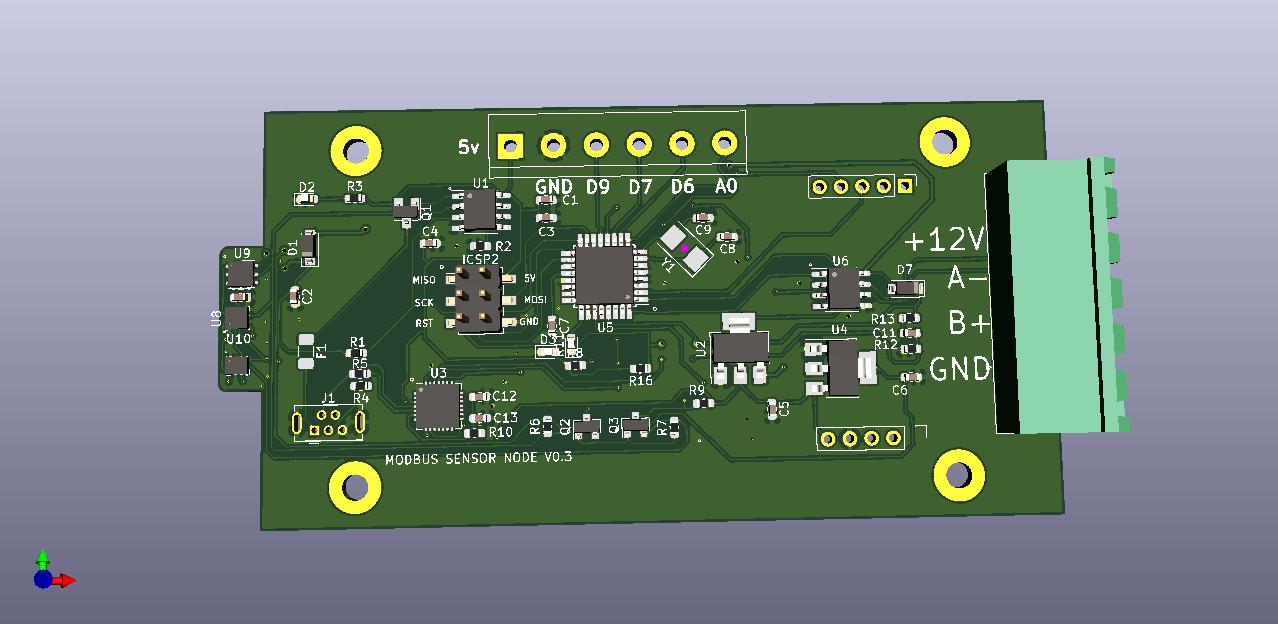 5v
GND D9 D7 D6 A0
D2 R3 Q1 U1 C1
C3
C9 C8
C4 R2
U9 D1
ICSP2
MISO 5V
SCK MOSI
RST GND
Y1
U6 D7
+12V
A-
B+
GND
C2
U8
U10
F1
U5
C7
D3
R8
R16
U2
U4
R13
C11
R12
C6
R1
R5
R4
J1
U3
C12
C13
R10
R6 Q2 Q3 R7
R9
C5
MODBUS SENSOR NODE V0.3